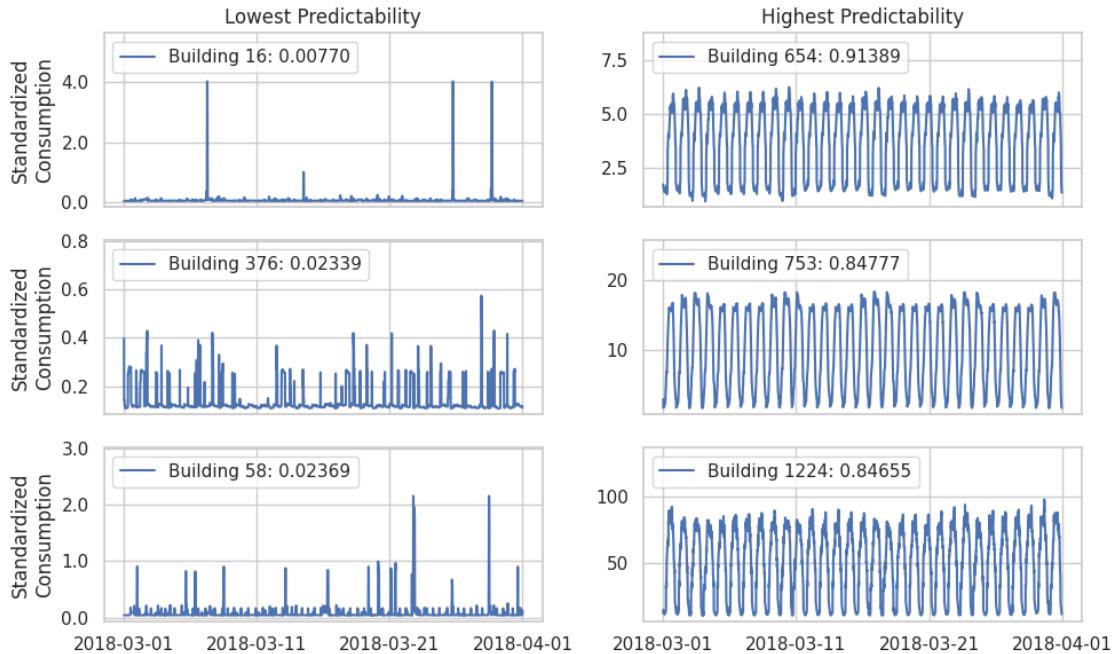 Lowest Predictability
Highest Predictability
Standardized
Consumption
Building 16: 0.00770
4.0
2.0
0.0
Building 654: 0.91389
7.5
5.0
2.5
Standardized
Consumption
Building 376: 0.02339
0.8
0.6
0.4
0.2
Building 753: 0.84777
20
10
Standardized
Consumption
Building 58: 0.02369
3.0
2.0
1.0
0.0
Building 1224: 0.84655
100
50
2018-03-01 2018-03-11 2018-03-21 2018-04-01
2018-03-01 2018-03-11 2018-03-21 2018-04-01